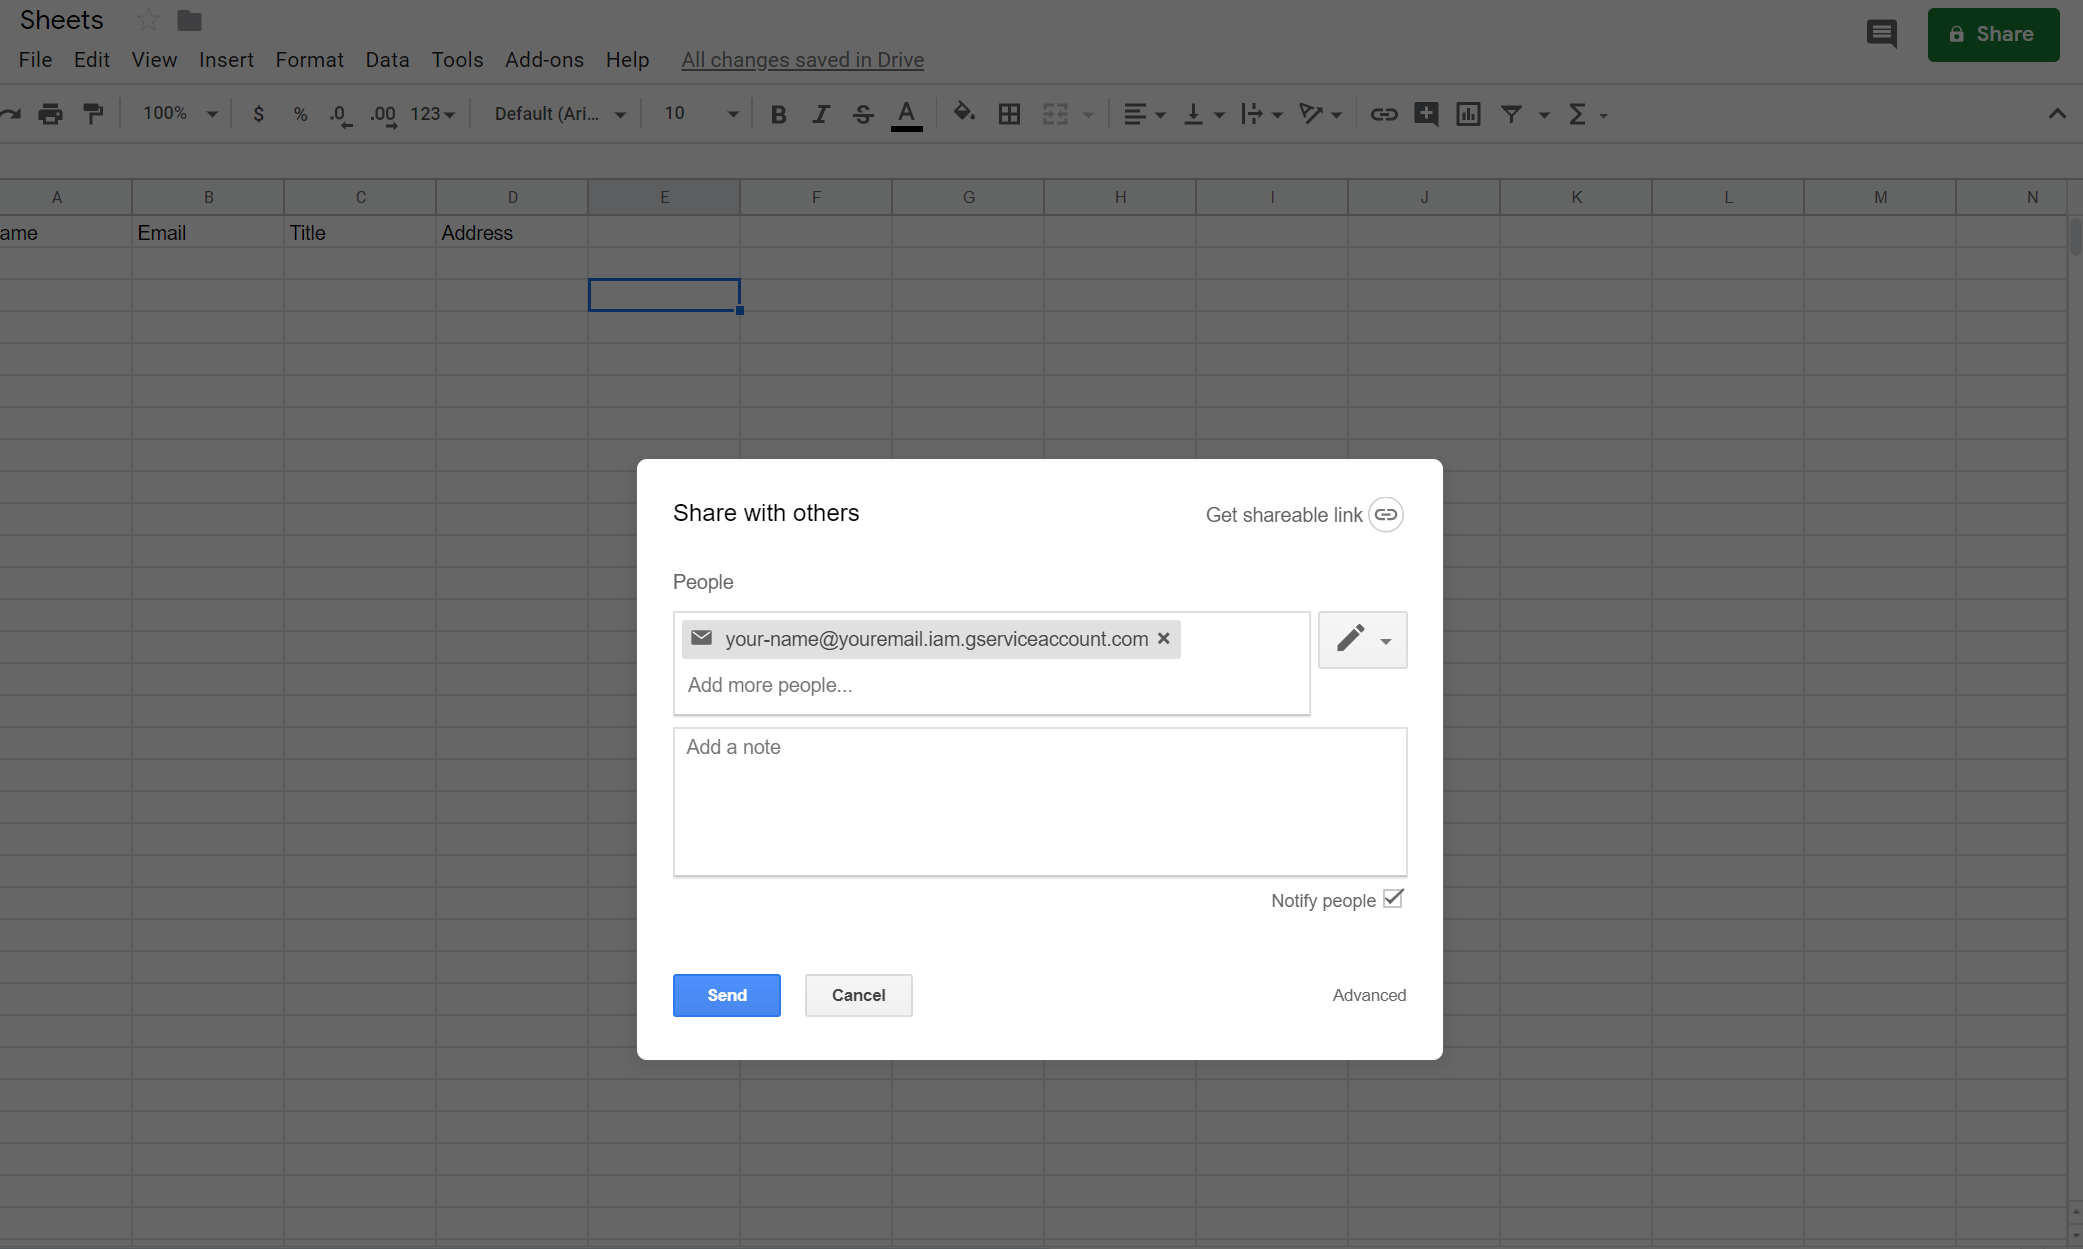 Sheets
File Edit View Insert Format Data Tools Add-ons Help All changes saved in Drive
Share
100% $ % .0 .00 123 Default (Ari... 10 B I S A Σ
A B C D E F G H I J K L M N
ame Email Title Address
Share with others
Get shareable link
People
your-name@youremail.iam.gserviceaccount.com
Add more people...
Add a note
Notify people
Send Cancel Advanced